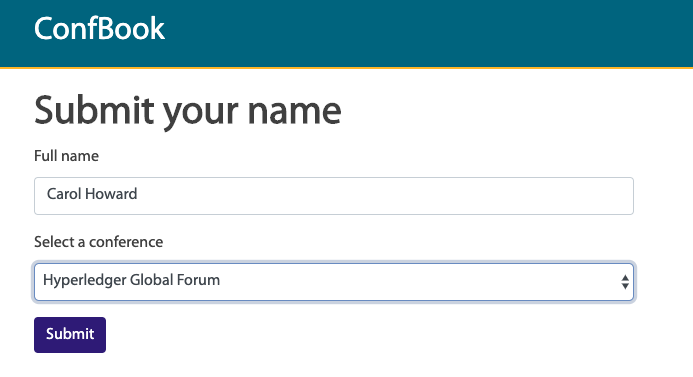 ConfBook
Submit your name
Full name
Carol Howard
Select a conference
Hyperledger Global Forum
Submit